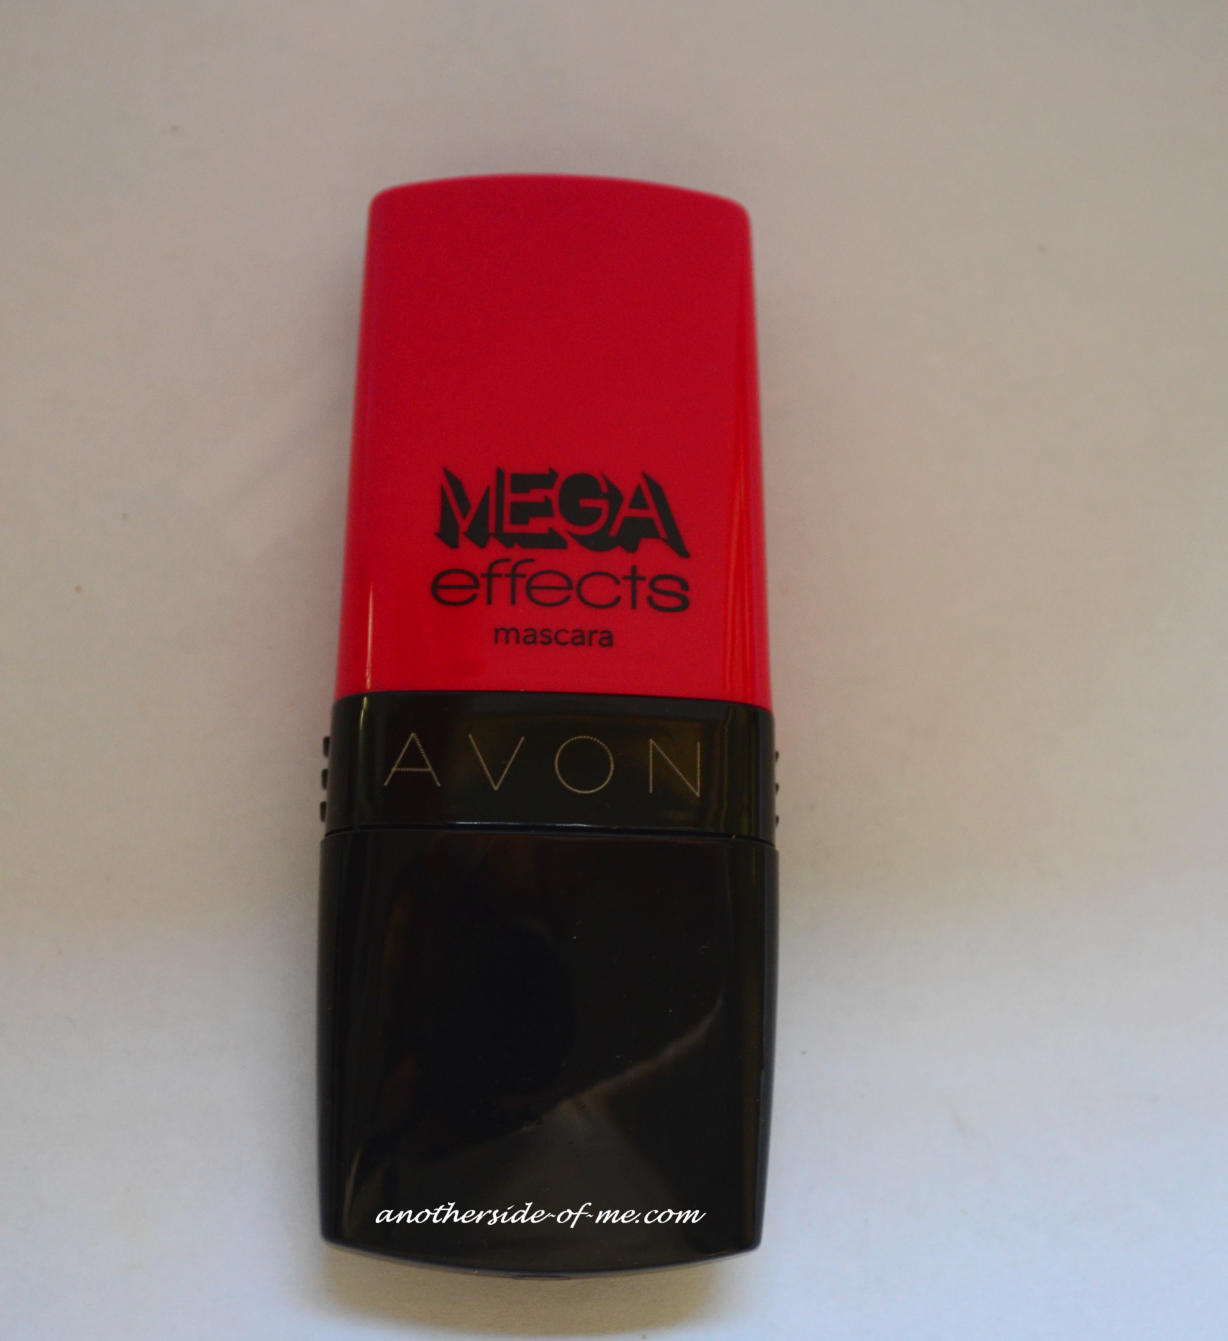 MEGA
effects
mascara
AVON
anotherside-of-me.com